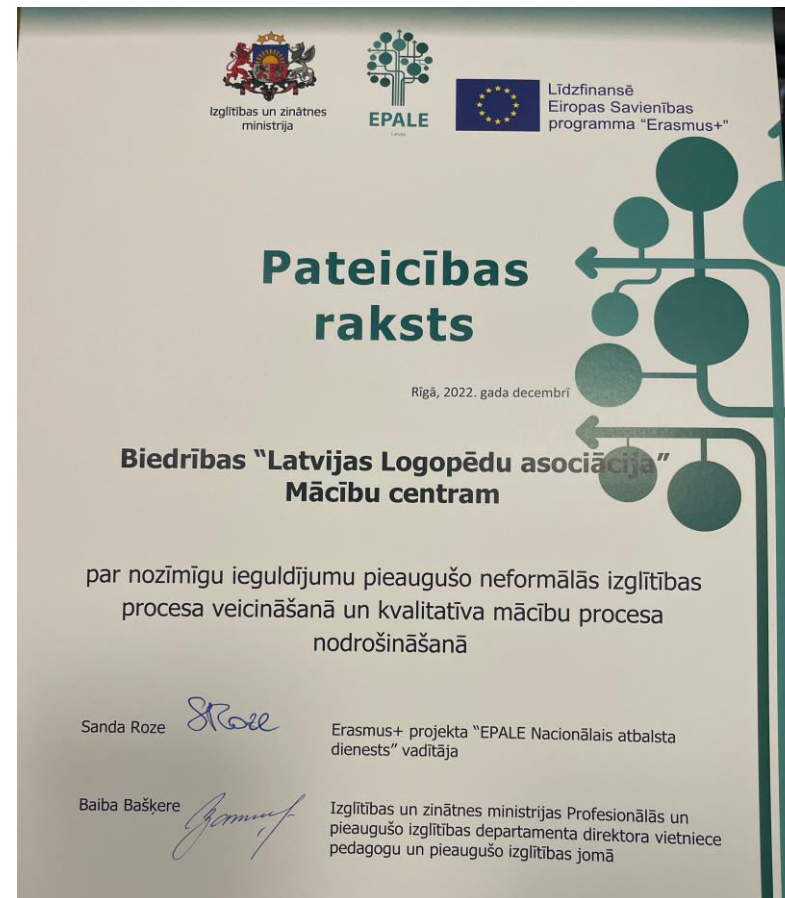 Izglītības un zinātnes
ministrija
EPALE
Latvija
Līdzfinansē
Eiropas Savienības
programma "Erasmus+"
Pateicības
raksts
Rīgā, 2022. gada decembrī
Biedrības "Latvijas Logopēdu asociācija"
Mācību centram
par nozīmīgu ieguldījumu pieaugušo neformālās izglītības
procesa veicināšanā un kvalitatīva mācību procesa
nodrošināšanā
Sanda Roze SRoze
Erasmus+ projekta "EPALE Nacionālais atbalsta
dienests" vadītāja
Baiba Bašķere
Izglītības un zinātnes ministrijas Profesionālās un
pieaugušo izglītības departamenta direktora vietniece
pedagogu un pieaugušo izglītības jomā